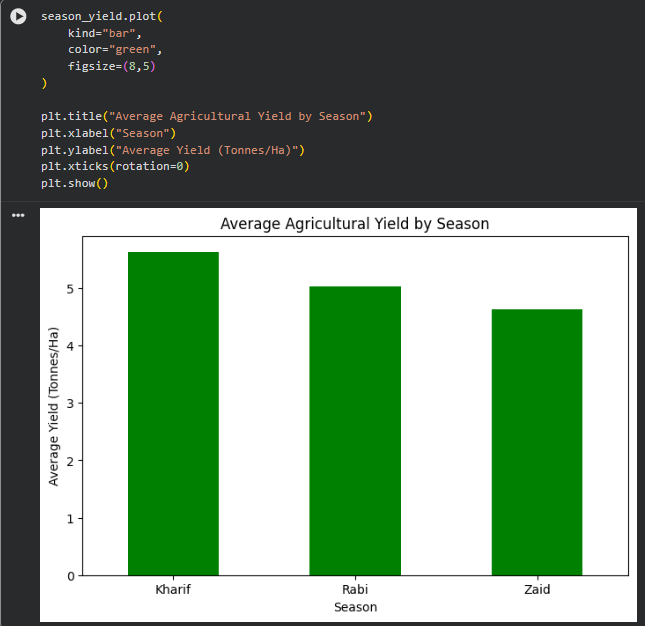 season_yield.plot(
    kind="bar",
    color="green",
    figsize=(8,5)
)
plt.title("Average Agricultural Yield by Season")
plt.xlabel("Season")
plt.ylabel("Average Yield (Tonnes/Ha)")
plt.xticks(rotation=0)
plt.show()
Average Agricultural Yield by Season
Average Yield (Tonnes/Ha)
5
4
3
2
1
0
Kharif Rabi Zaid
Season